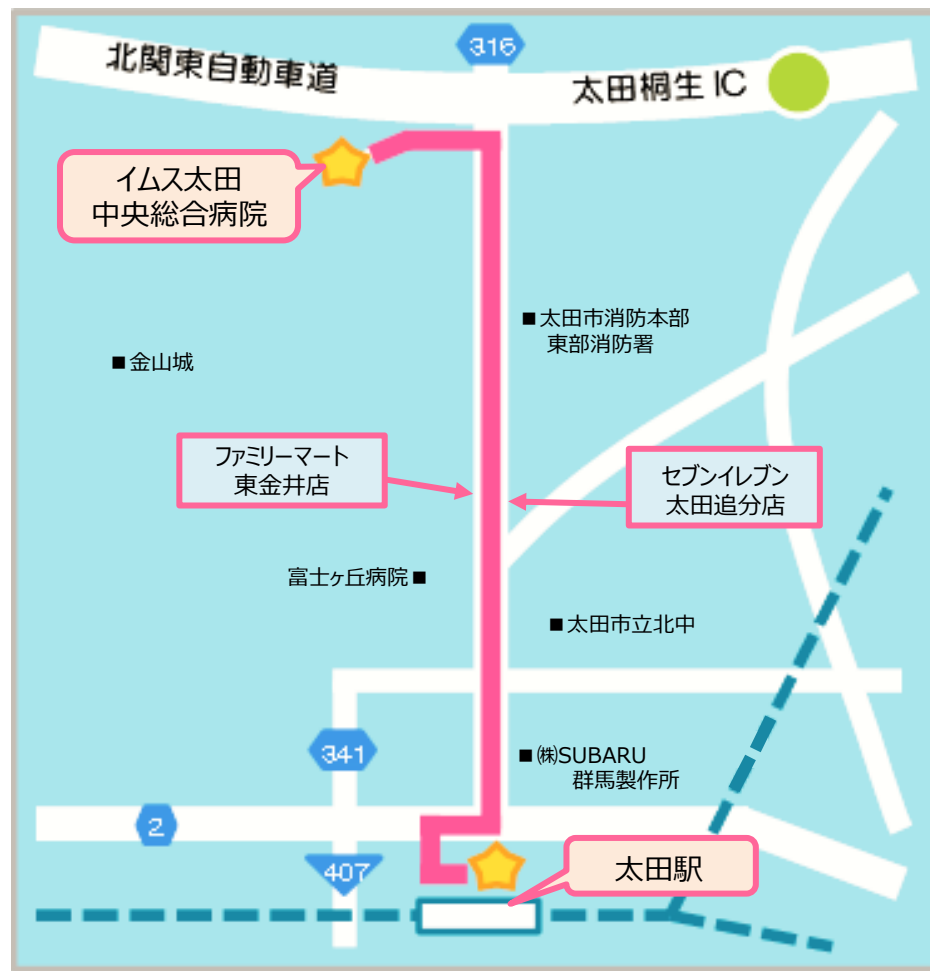 316
北関東自動車道
太田桐生 IC
イムス太田
中央総合病院
■太田市消防本部
東部消防署
■金山城
ファミリーマート
東金井店
セブンイレブン
太田追分店
富士ヶ丘病院■
■太田市立北中
341
■㈱SUBARU
群馬製作所
2
407
太田駅